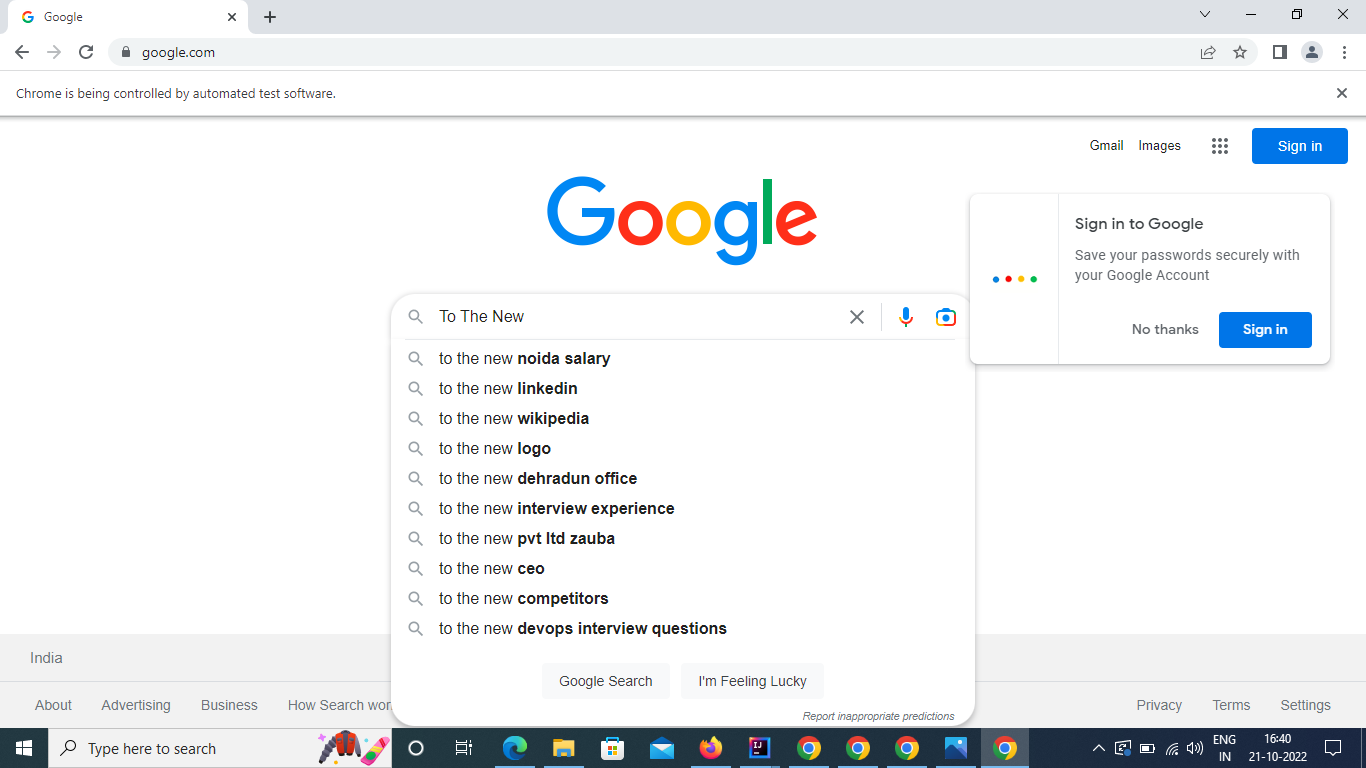 Google
google.com
Chrome is being controlled by automated test software.
Gmail Images Sign in
Google
Sign in to Google
Save your passwords securely with
your Google Account
No thanks Sign in
To The New
to the new noida salary
to the new linkedin
to the new wikipedia
to the new logo
to the new dehradun office
to the new interview experience
to the new pvt ltd zauba
to the new ceo
to the new competitors
to the new devops interview questions
Google Search I'm Feeling Lucky
Report inappropriate predictions
India
About Advertising Business How Search wor
Privacy Terms Settings
Type here to search
IJ
ENG
IN
16:40
21-10-2022